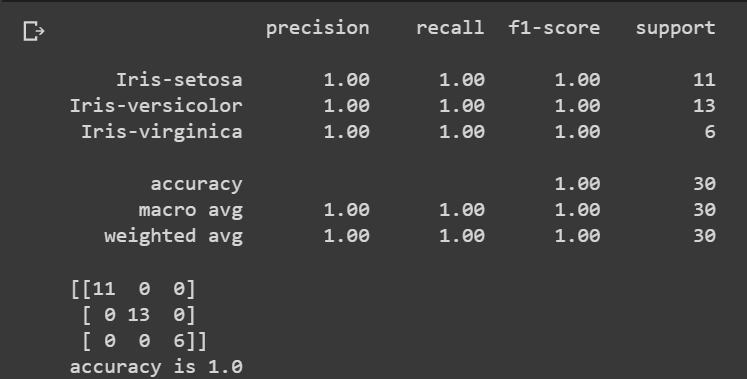 precision recall f1-score support
Iris-setosa 1.00 1.00 1.00 11
Iris-versicolor 1.00 1.00 1.00 13
Iris-virginica 1.00 1.00 1.00 6
accuracy 1.00 30
macro avg 1.00 1.00 1.00 30
weighted avg 1.00 1.00 1.00 30
[[11 0 0]
[ 0 13 0]
[ 0 0 6]]
accuracy is 1.0